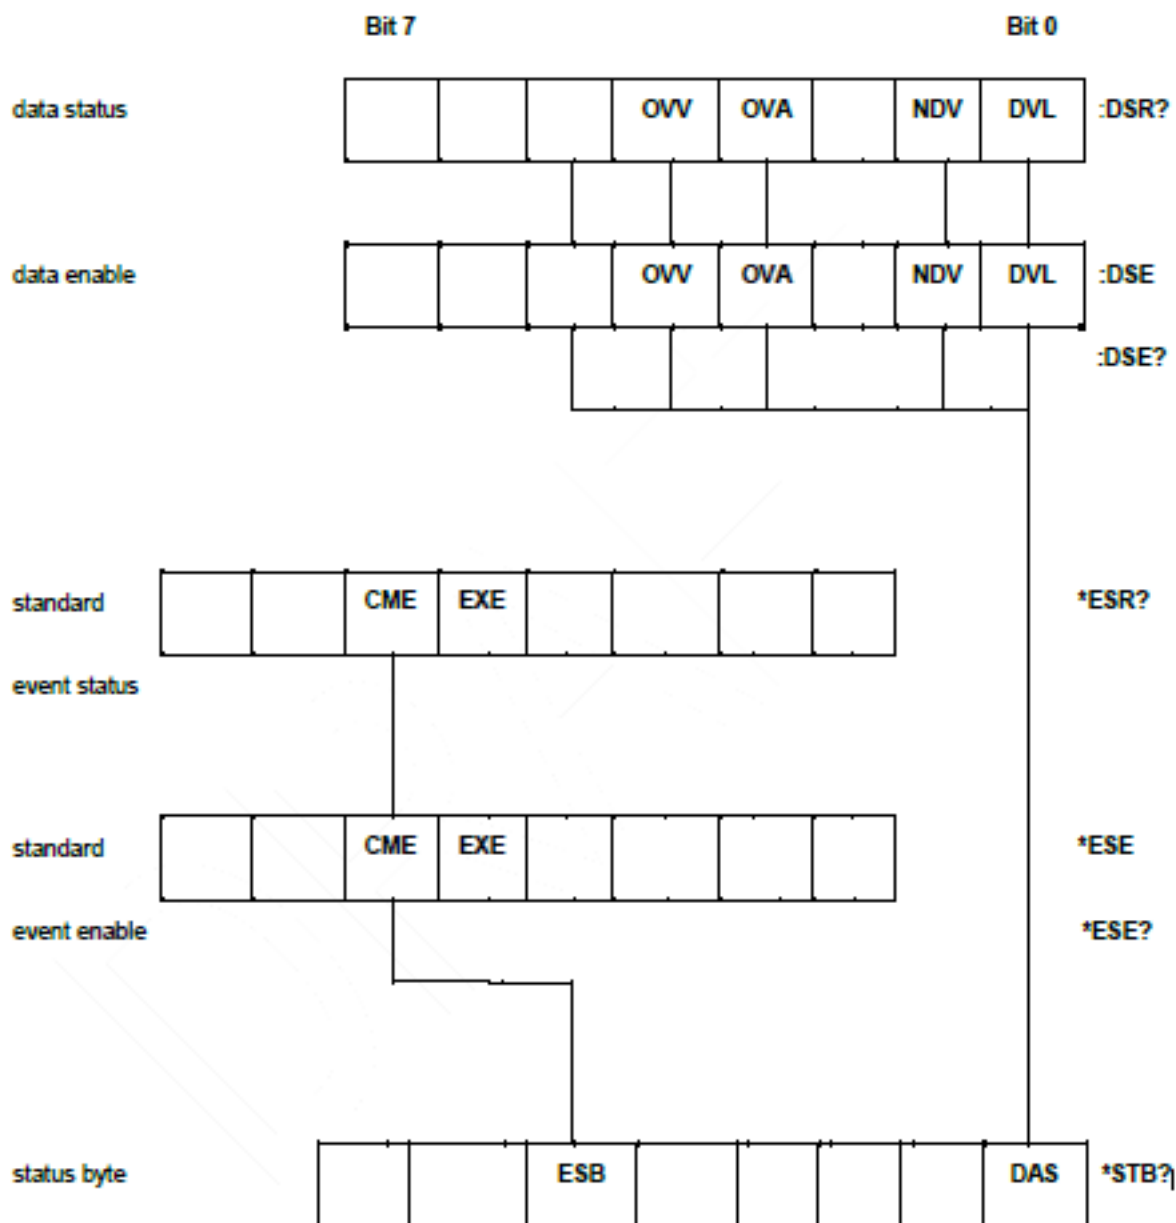 Bit 7 Bit 0
data status OVV OVA NDV DVL :DSR?
data enable OVV OVA NDV DVL :DSE
:DSE?
standard CME EXE *ESR?
event status
standard CME EXE *ESE
event enable *ESE?
status byte ESB DAS *STB?